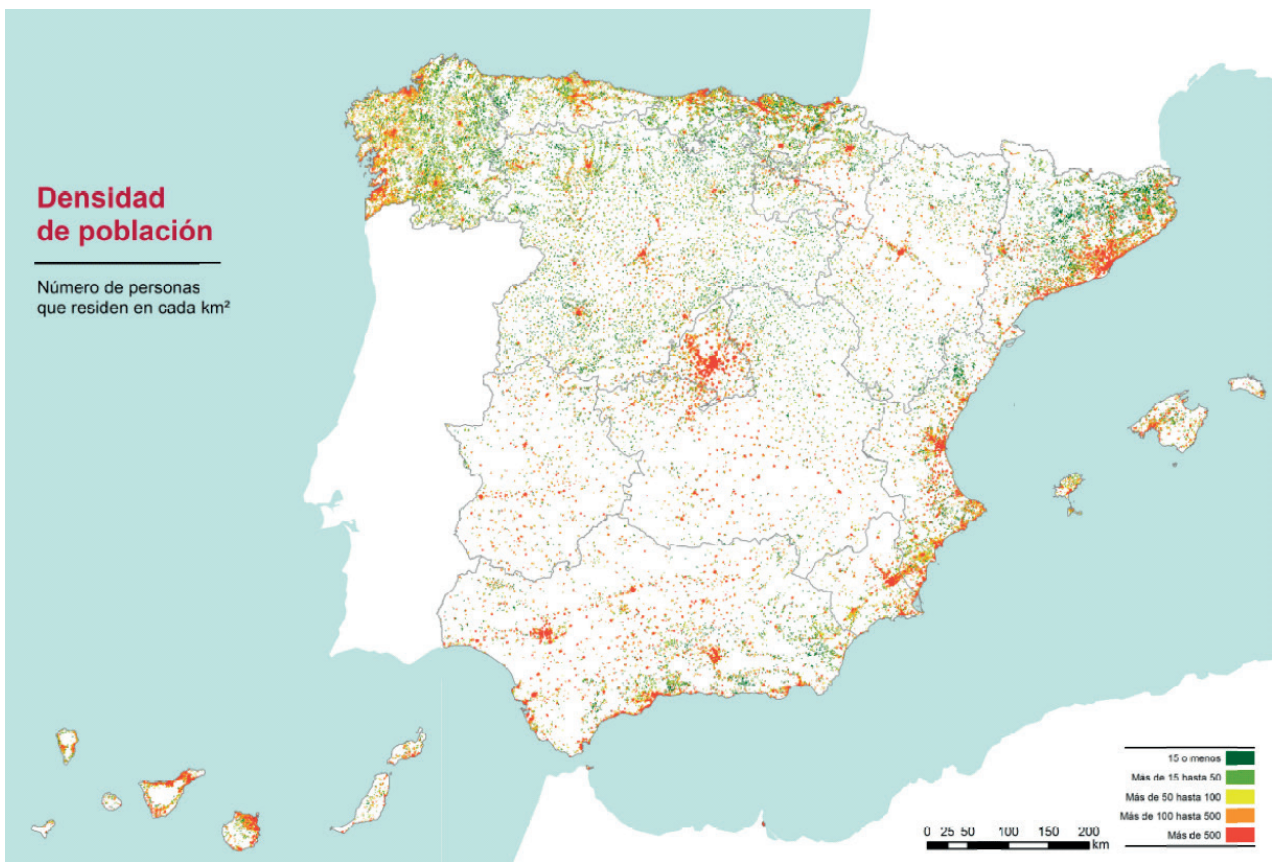 Densidad
de población
Número de personas
que residen en cada km²
15 o menos
Más de 15 hasta 50
Más de 50 hasta 100
Más de 100 hasta 500
Más de 500
0 25 50 100 150 200
km